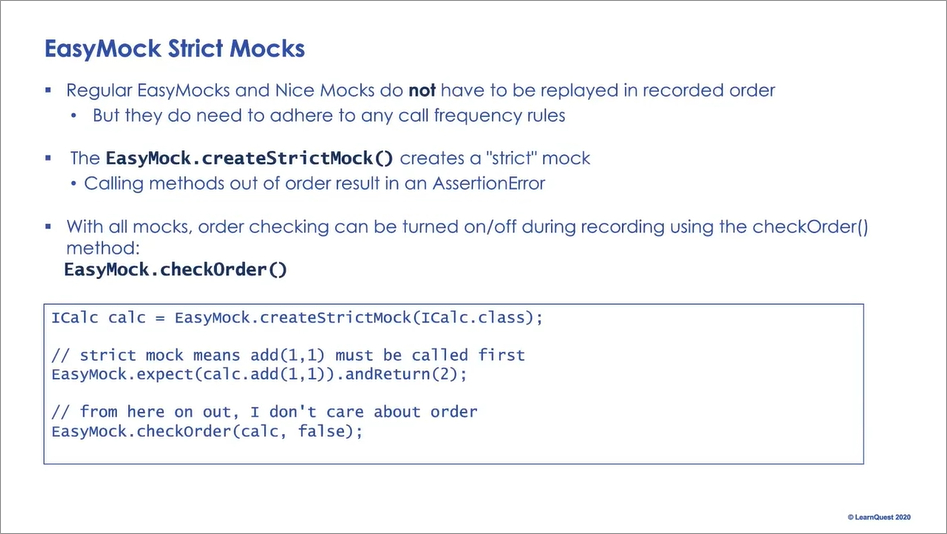 EasyMock Strict Mocks
▪ Regular EasyMocks and Nice Mocks do not have to be replayed in recorded order
• But they do need to adhere to any call frequency rules
▪ The EasyMock.createStrictMock() creates a "strict" mock
• Calling methods out of order result in an AssertionError
▪ With all mocks, order checking can be turned on/off during recording using the checkOrder()
method:
EasyMock.checkOrder()
ICalc calc = EasyMock.createStrictMock(ICalc.class);
// strict mock means add(1,1) must be called first
EasyMock.expect(calc.add(1,1)).andReturn(2);
// from here on out, I don't care about order
EasyMock.checkOrder(calc, false);
© LearnQuest 2020